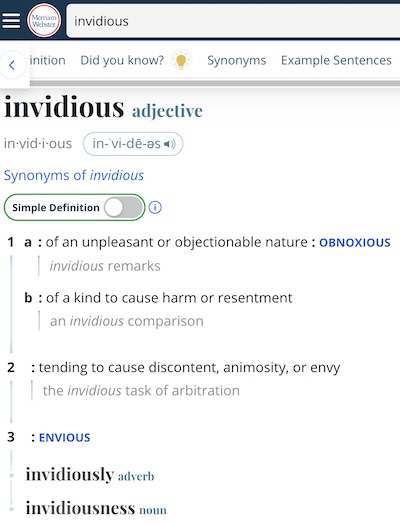 Merriam
Webster
invidious
inition Did you know? Synonyms Example Sentences
invidious adjective
in·vid·i·ous in-ˈvi-dē-əs
Synonyms of invidious
Simple Definition i
1 a : of an unpleasant or objectionable nature : OBNOXIOUS
invidious remarks
b : of a kind to cause harm or resentment
an invidious comparison
2 : tending to cause discontent, animosity, or envy
the invidious task of arbitration
3 : ENVIOUS
invidiously adverb
invidiousness noun